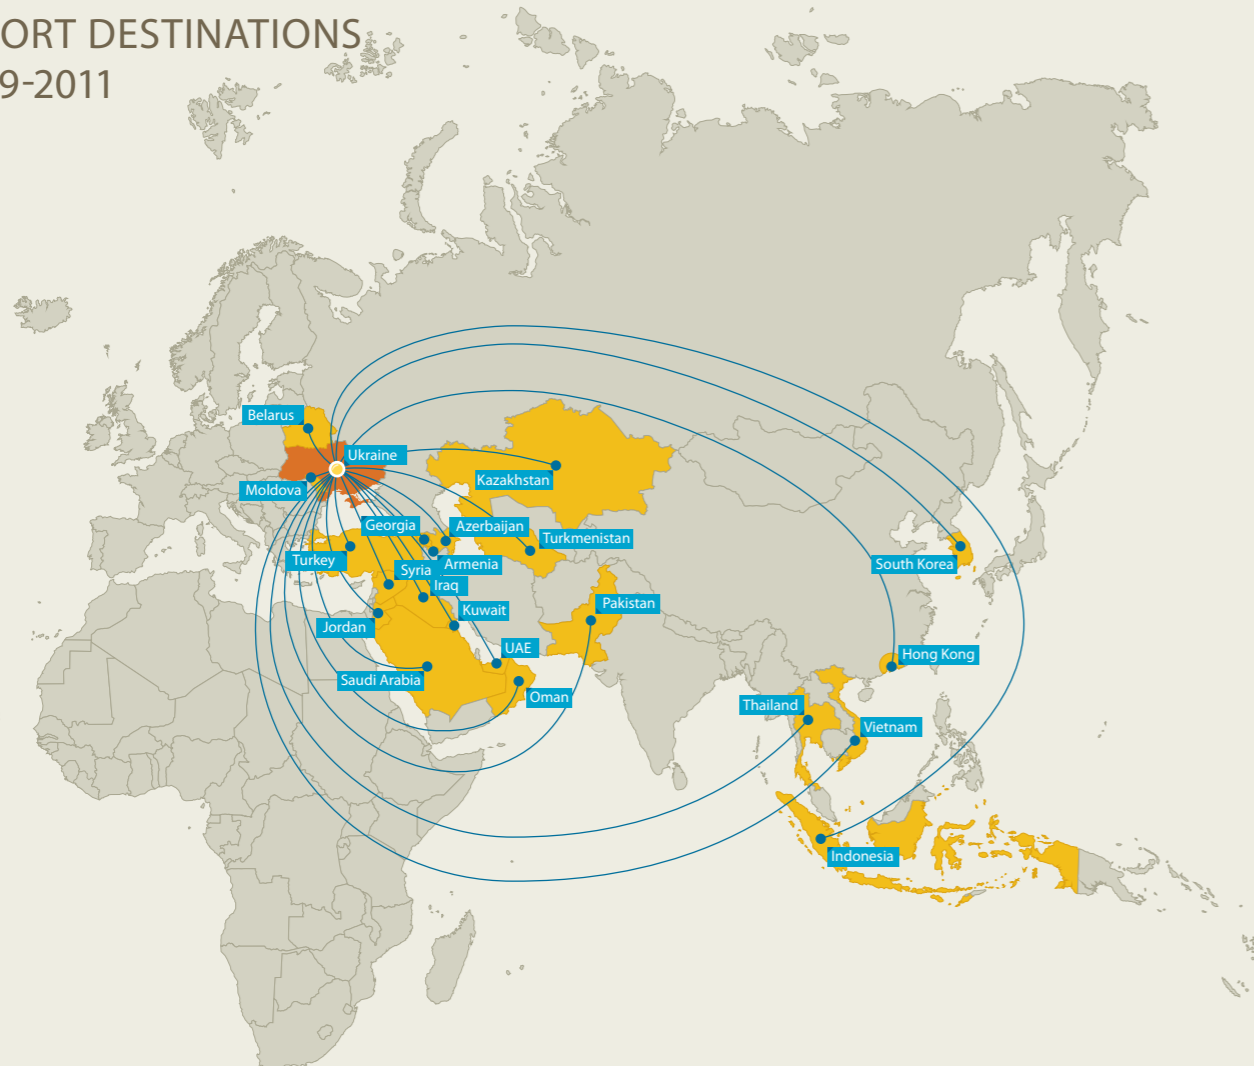 ORT DESTINATIONS
9-2011
Belarus
Ukraine
Kazakhstan
Moldova
Georgia
Azerbaijan
Turkmenistan
Turkey
Armenia
Syria
South Korea
Iraq
Pakistan
Kuwait
Jordan
UAE
Hong Kong
Saudi Arabia
Oman
Thailand
Vietnam
Indonesia